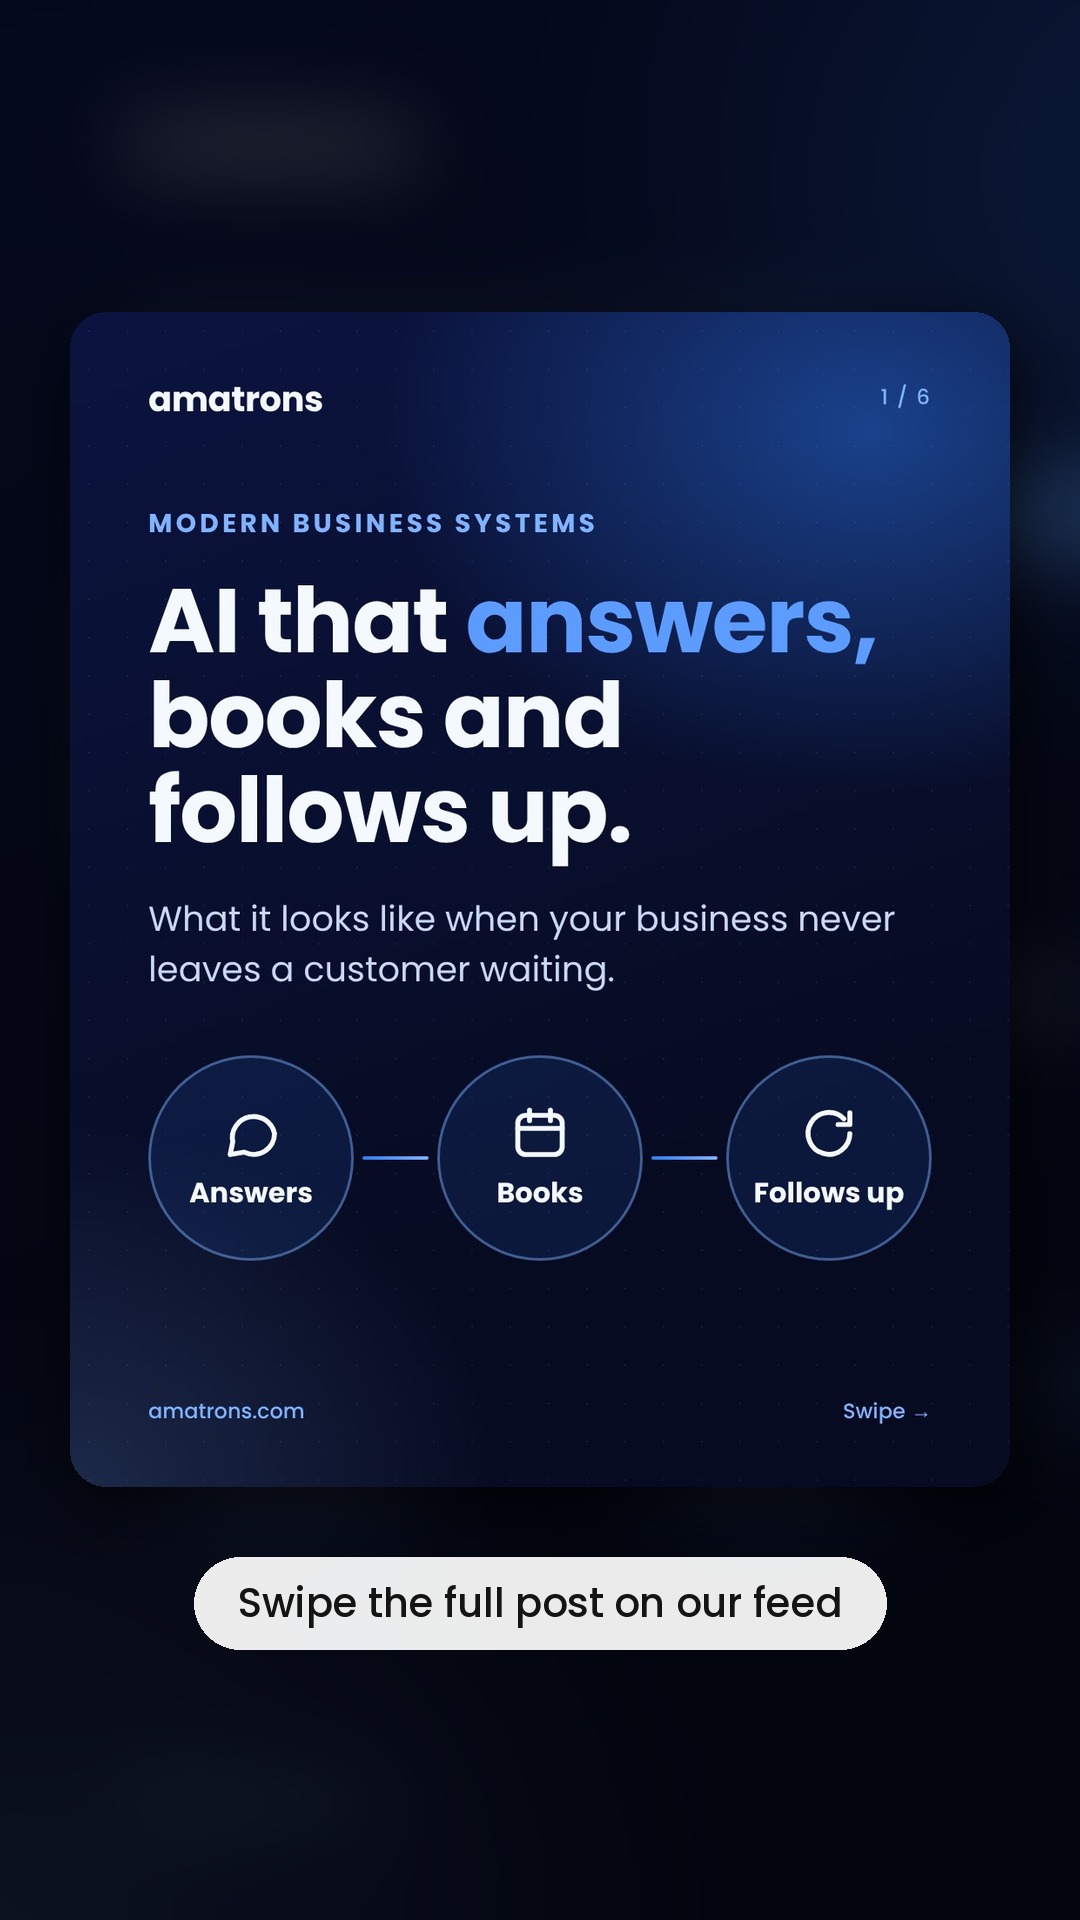 amatrons
1 / 6
MODERN BUSINESS SYSTEMS
AI that answers,
books and
follows up.
What it looks like when your business never
leaves a customer waiting.
Answers
Books
Follows up
amatrons.com
Swipe →
Swipe the full post on our feed